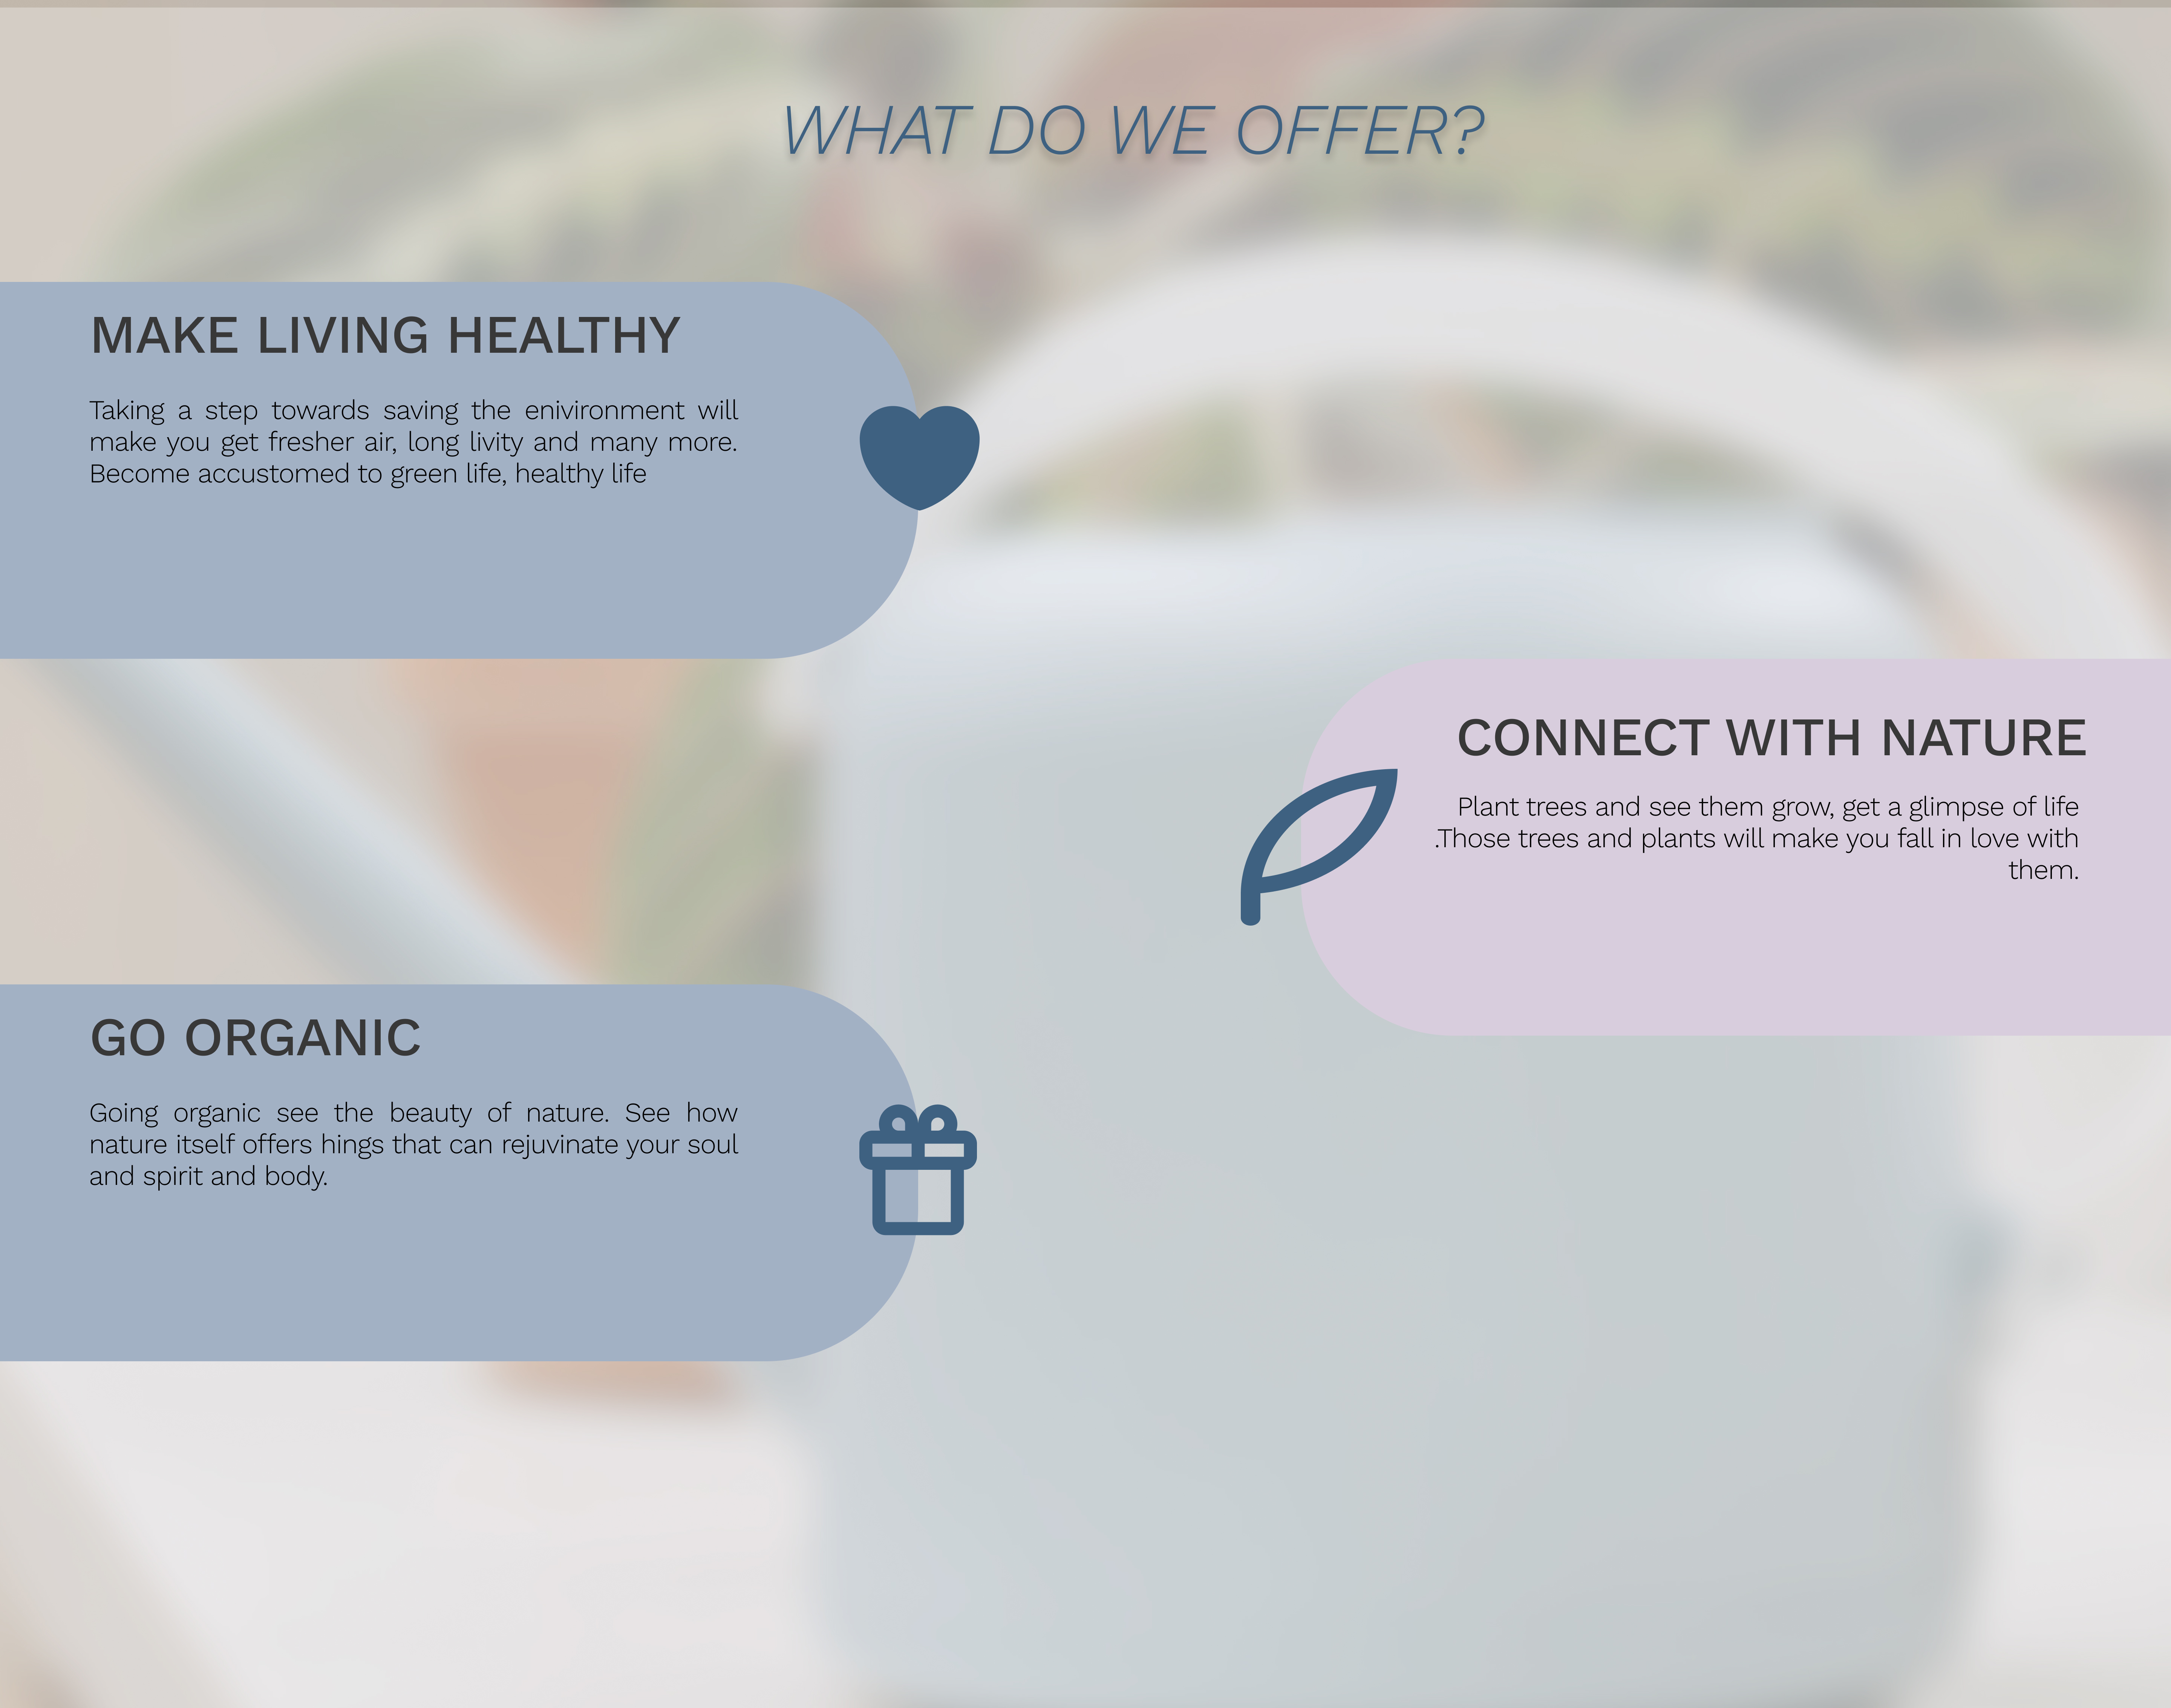 WHAT DO WE OFFER?
MAKE LIVING HEALTHY
Taking a step towards saving the enivironment will
make you get fresher air, long livity and many more.
Become accustomed to green life, healthy life
CONNECT WITH NATURE
Plant trees and see them grow, get a glimpse of life
.Those trees and plants will make you fall in love with
them.
GO ORGANIC
Going organic see the beauty of nature. See how
nature itself offers hings that can rejuvinate your soul
and spirit and body.